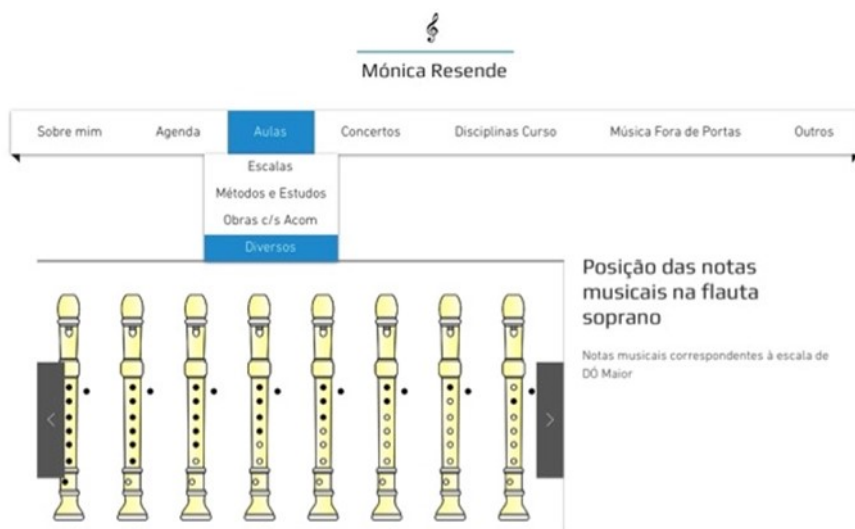 Mónica Resende
Sobre mim Agenda Aulas Concertos Disciplinas Curso Música Fora de Portas Outros
Escalas
Métodos e Estudos
Obras c/s Acom
Diversos
Posição das notas
musicais na flauta
soprano
Notas musicais correspondentes à escala de
DÓ Maior